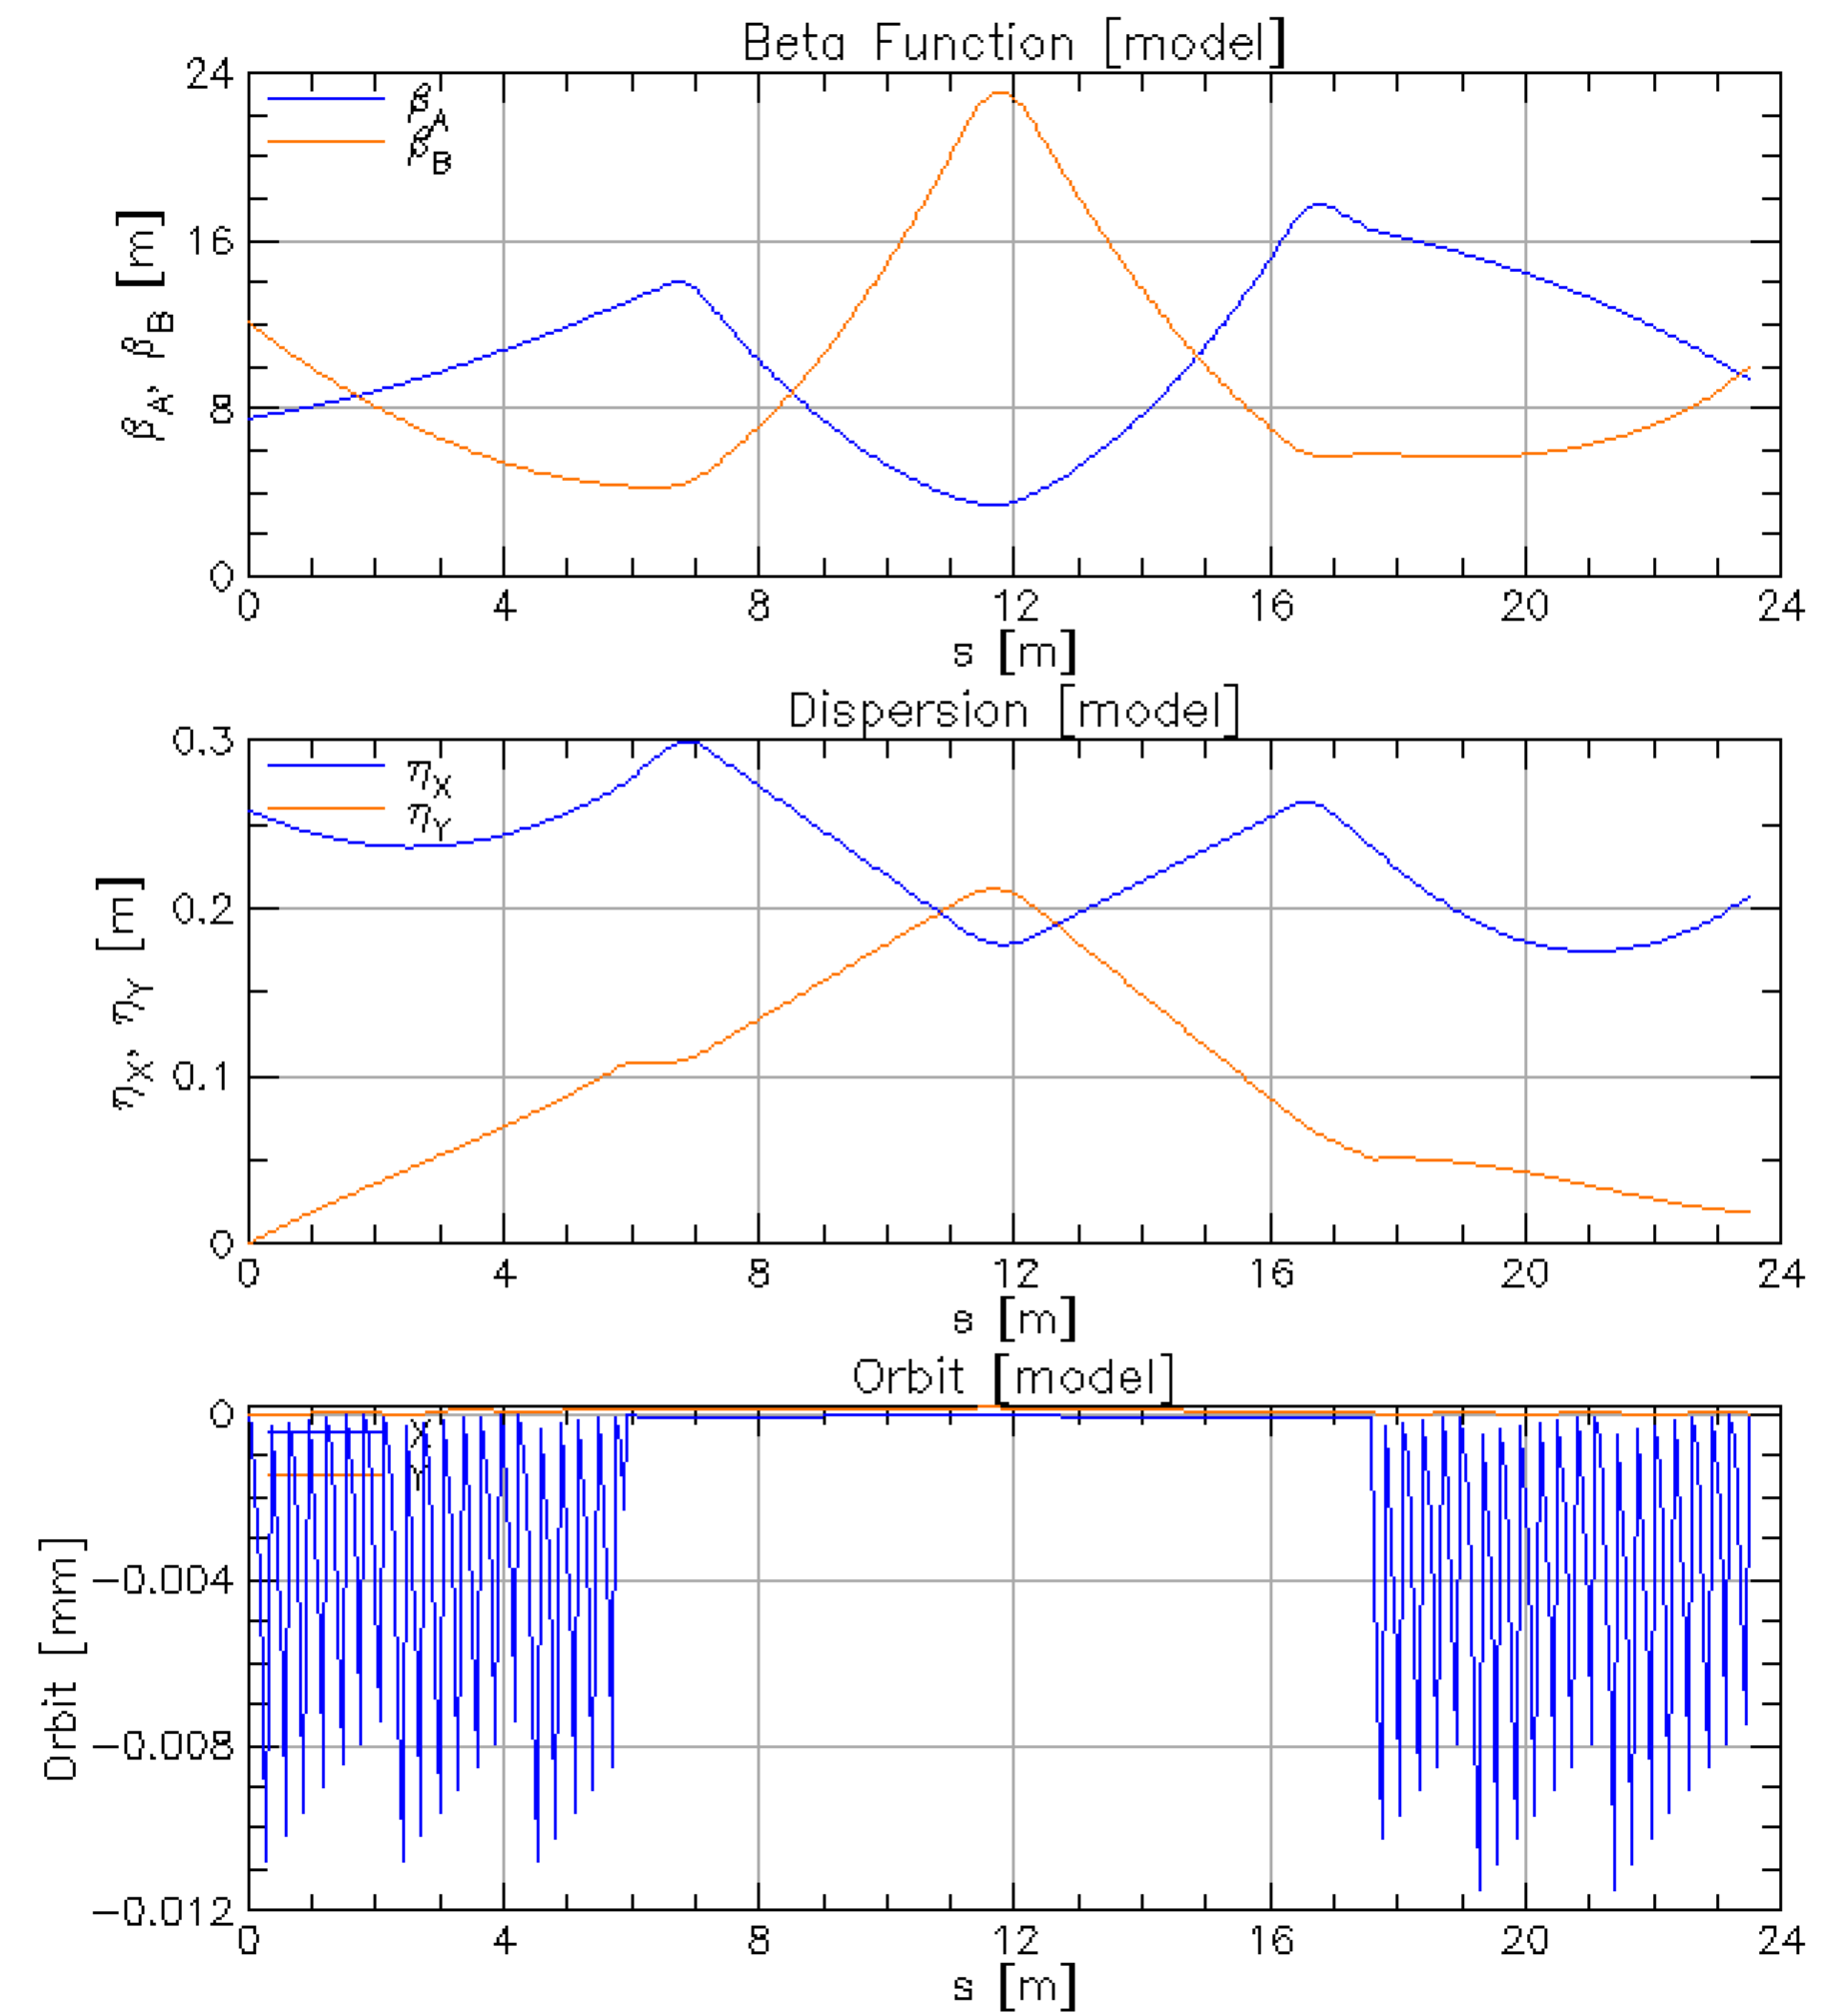 Beta Function [model]
24
16
8
0
β_A
β_B
β_A, β_B [m]
0 4 8 12 16 20 24
s [m]
Dispersion [model]
0.3
0.2
0.1
0
η_X
η_Y
η_X, η_Y [m]
0 4 8 12 16 20 24
s [m]
Orbit [model]
0
−0.004
−0.008
−0.012
X
Y
Orbit [mm]
0 4 8 12 16 20 24
s [m]